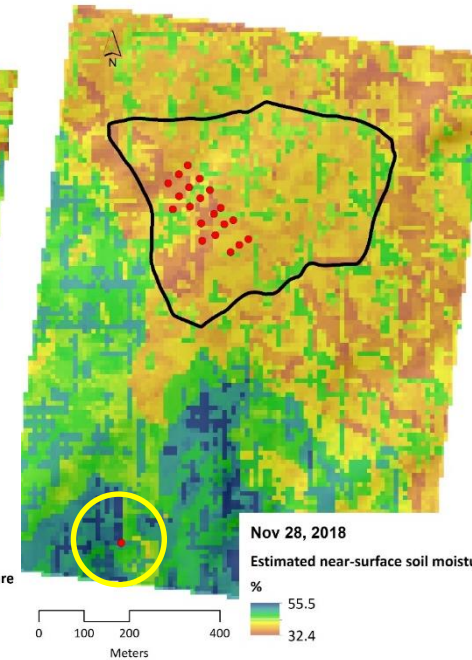 N
Nov 28, 2018
Estimated near-surface soil moistu
%
55.5
32.4
re
0 100 200 400
Meters